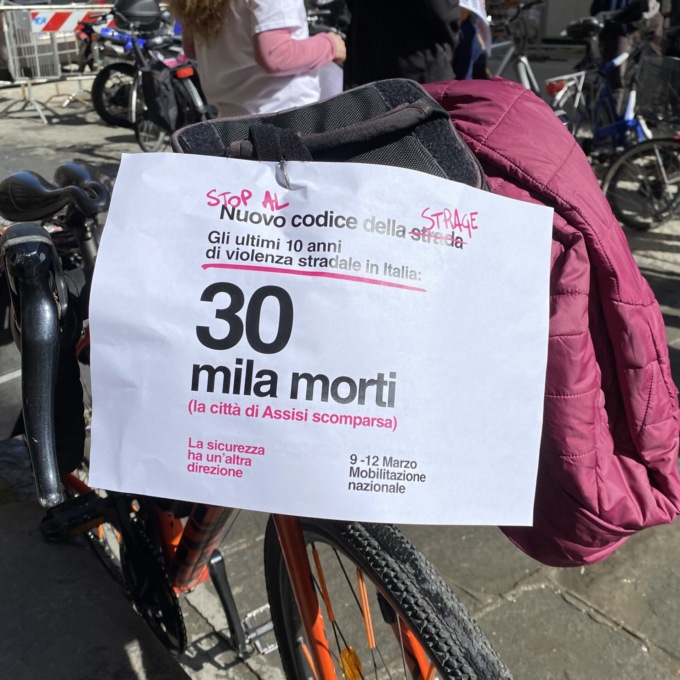 STOP AL
Nuovo codice della strada STRAGE
Gli ultimi 10 anni
di violenza stradale in Italia:
30
mila morti
(la città di Assisi scomparsa)
La sicurezza
ha un'altra
direzione
9 -12 Marzo
Mobilitazione
nazionale